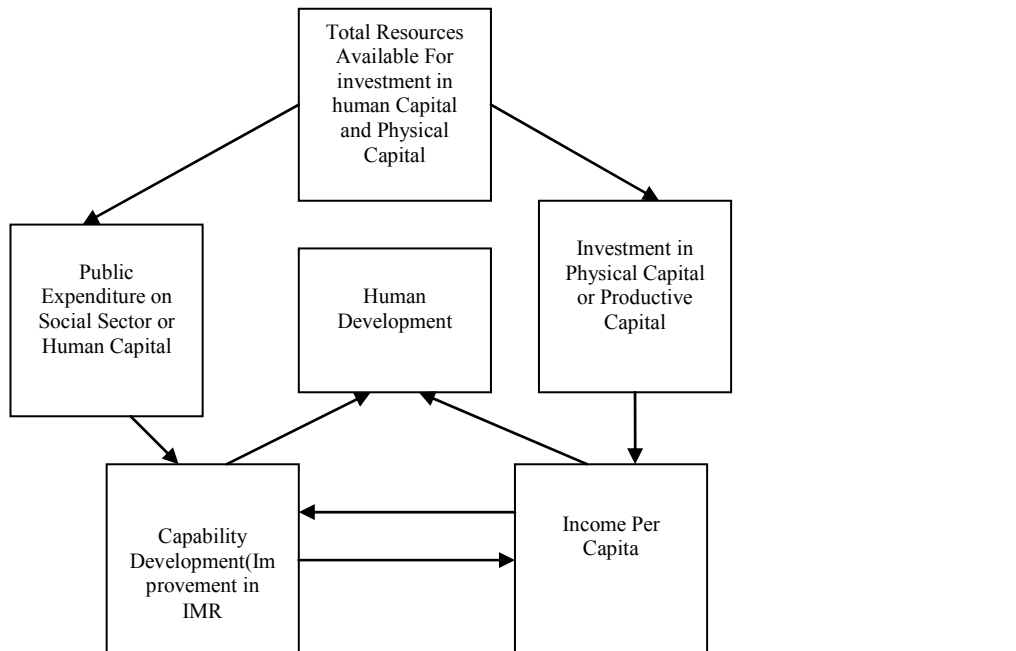 Total Resources
Available For
investment in
human Capital
and Physical
Capital
Public
Expenditure on
Social Sector or
Human Capital
Human
Development
Investment in
Physical Capital
or Productive
Capital
Capability
Development(Im
provement in
IMR
Income Per
Capita